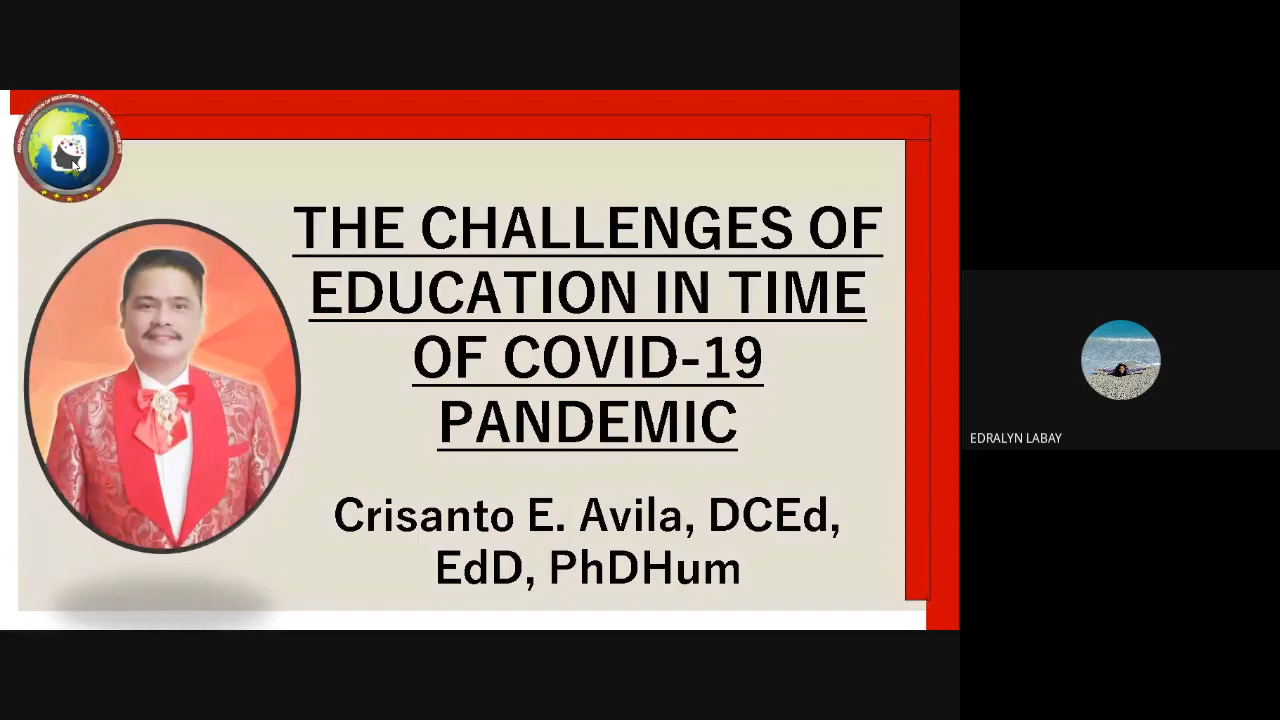 THE CHALLENGES OF
EDUCATION IN TIME
OF COVID-19
PANDEMIC
Crisanto E. Avila, DCEd,
EdD, PhDHum
EDRALYN LABAY